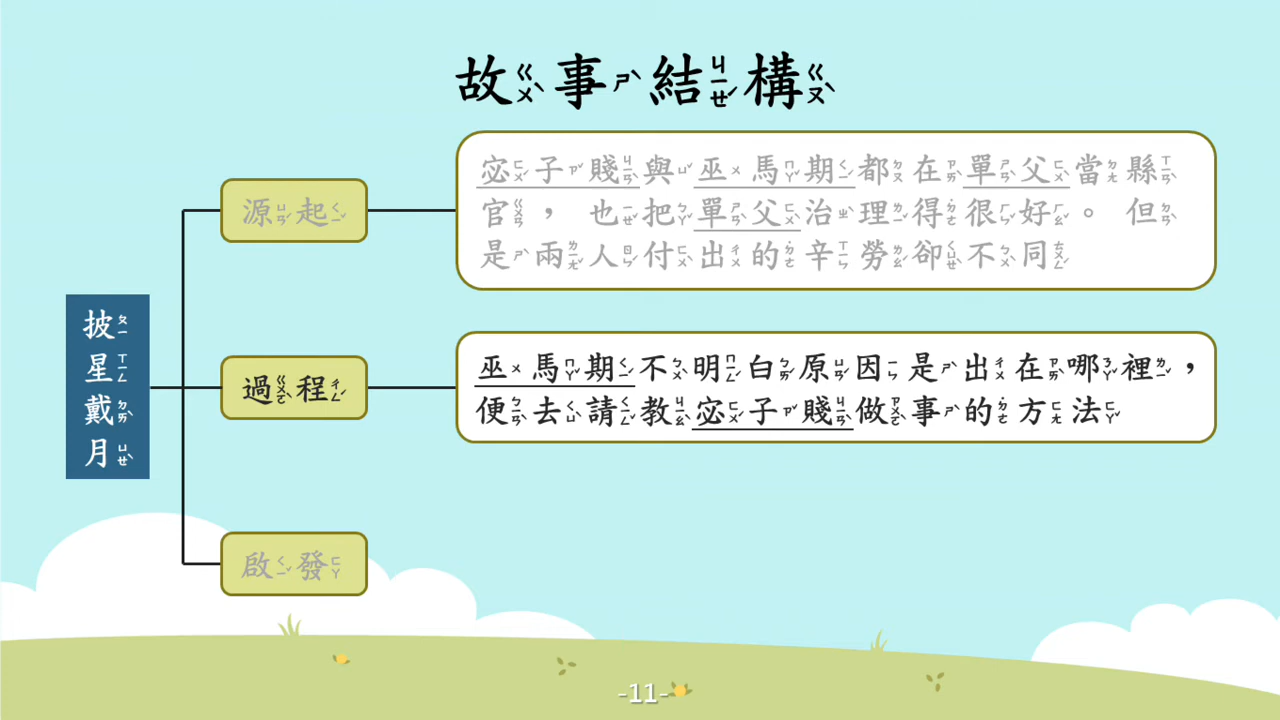 故事結構
源起
宓子賤與巫馬期都在單父當縣
官，也把單父治理得很好。但
是兩人付出的辛勞卻不同
披星戴月
過程
巫馬期不明白原因是出在哪裡，
便去請教宓子賤做事的方法
啟發
-11-